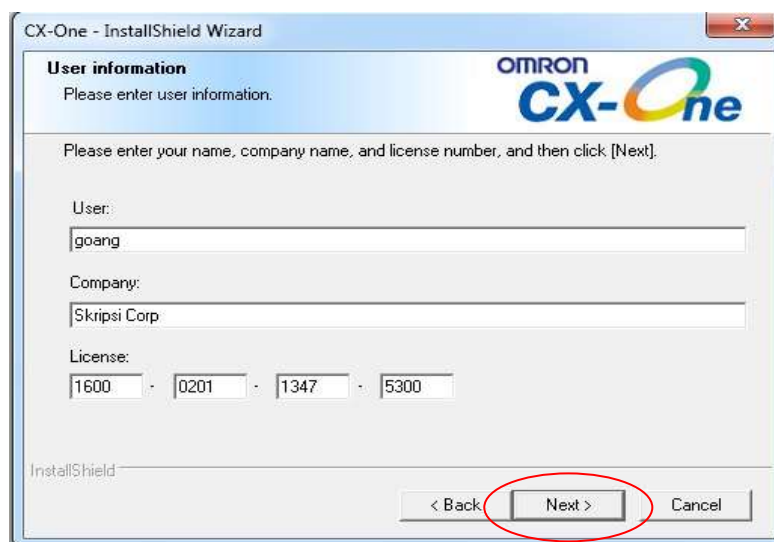 CX-One - InstallShield Wizard
User information
Please enter user information.
OMRON
CX-One
Please enter your name, company name, and license number, and then click [Next].
User:
goang
Company:
Skripsi Corp
License:
1600 - 0201 - 1347 - 5300
InstallShield
< Back Next > Cancel